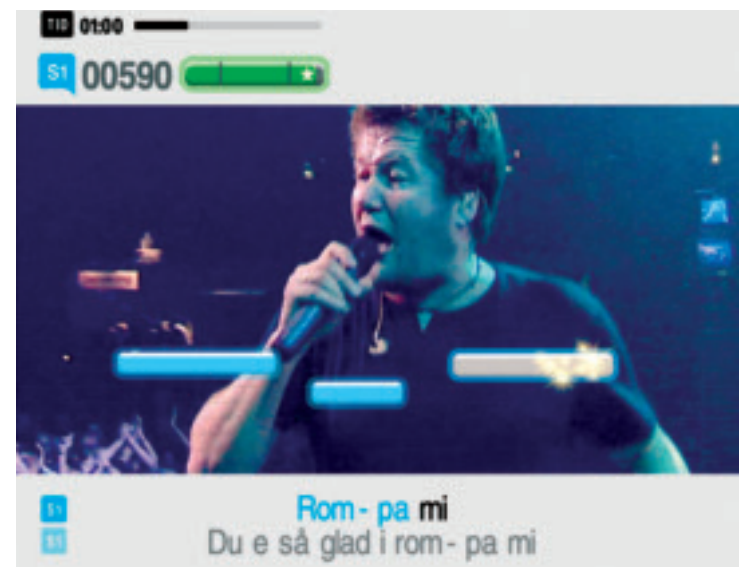 TID 01:00
S1 00590
S1 Rom - pa mi
S1 Du e så glad i rom - pa mi